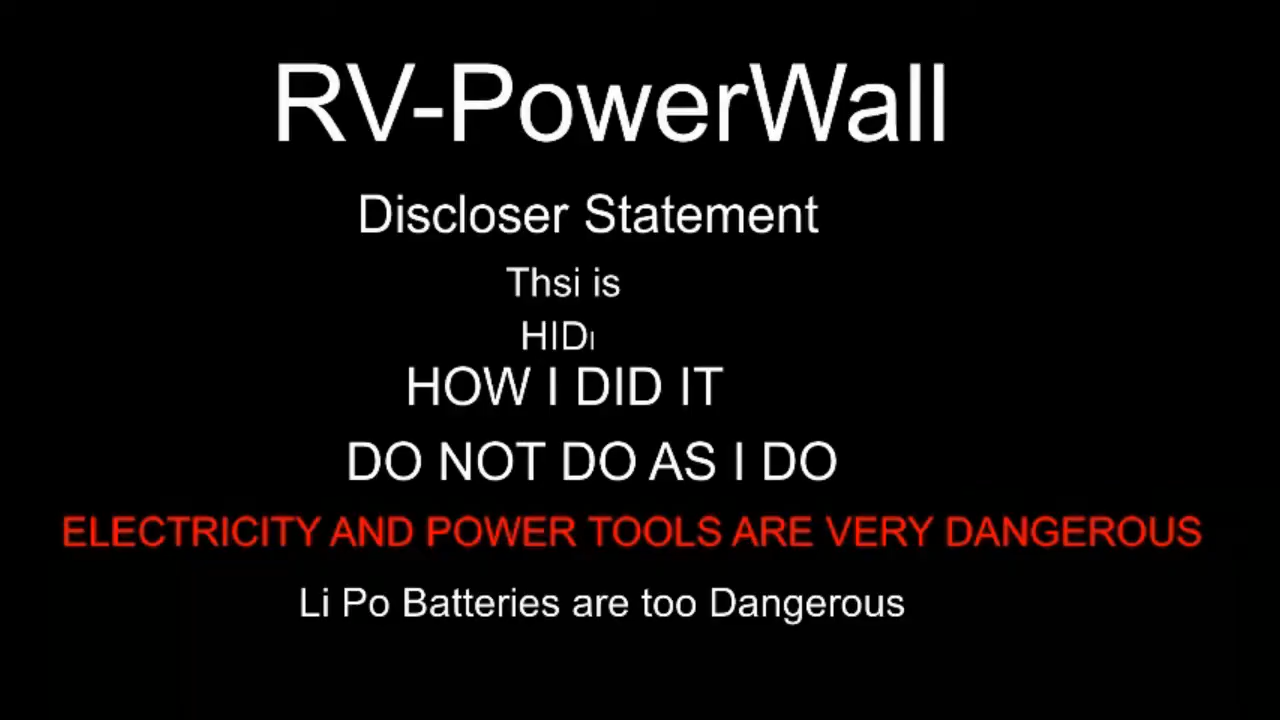 RV-PowerWall
Discloser Statement
Thsi is
HIDI
HOW I DID IT
DO NOT DO AS I DO
ELECTRICITY AND POWER TOOLS ARE VERY DANGEROUS
Li Po Batteries are too Dangerous